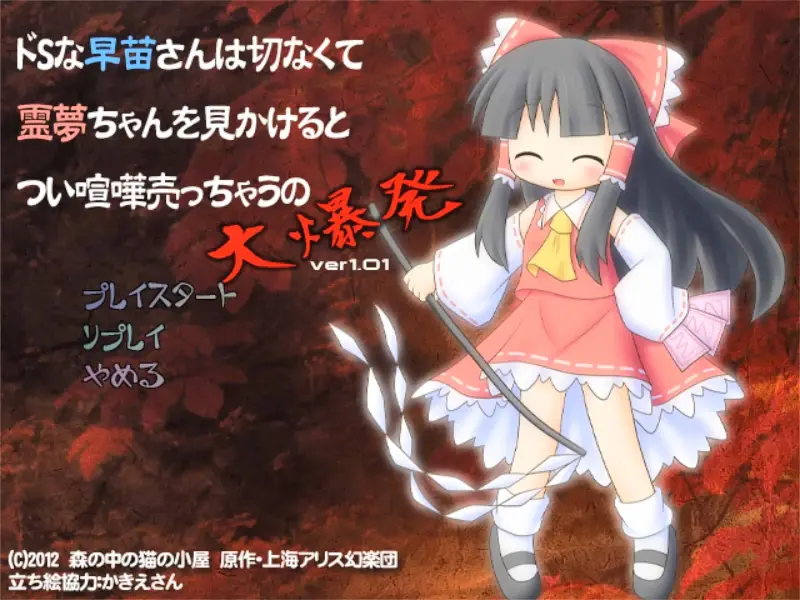 ドSな早苗さんは切なくて
霊夢ちゃんを見かけると
つい喧嘩売っちゃうの
大爆発
ver1.01
プレイスタート
リプレイ
やめる
(C)2012 森の中の猫の小屋 原作・上海アリス幻楽団
立ち絵協力:かきえさん